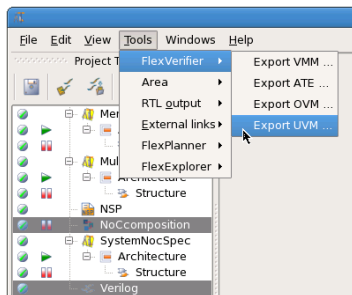 File Edit View Tools Windows Help
Project T
FlexVerifier
Area
RTL output
External links
FlexPlanner
FlexExplorer
Export VMM ...
Export ATE ...
Export OVM ...
Export UVM ...
Mer
Mul
Architecture
Structure
NSP
NoCcomposition
SystemNocSpec
Architecture
Structure
Verilog